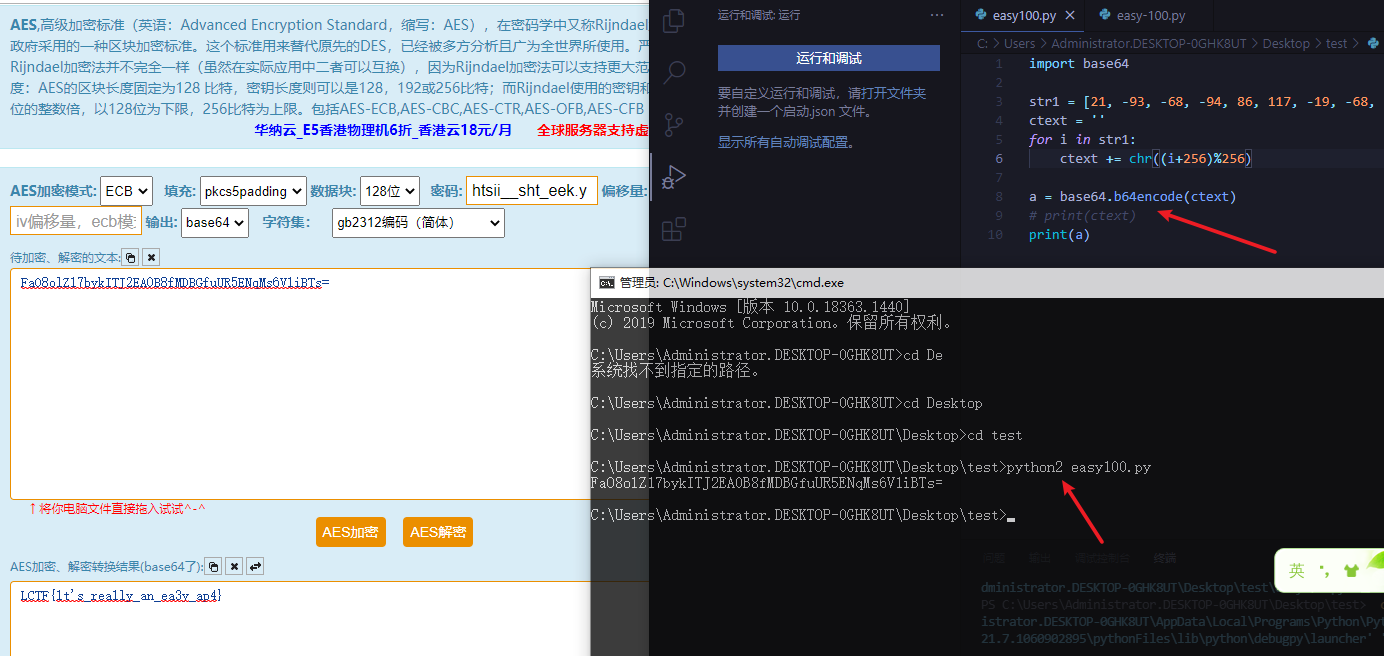 AES,高级加密标准（英语：Advanced Encryption Standard，缩写：AES），在密码学中又称Rijndael
政府采用的一种区块加密标准。这个标准用来替代原先的DES，已经被多方分析且广为全世界所使用。严
Rijndael加密法并不完全一样（虽然在实际应用中二者可以互换），因为Rijndael加密法可以支持更大范
度：AES的区块长度固定为128 比特，密钥长度则可以是128，192或256比特；而Rijndael使用的密钥和
位的整数倍，以128位为下限，256比特为上限。包括AES-ECB,AES-CBC,AES-CTR,AES-OFB,AES-CFB
华纳云_E5香港物理机6折_香港云18元/月 全球服务器支持虚
AES加密模式: ECB 填充: pkcs5padding 数据块: 128位 密码: htsii__sht_eek.y 偏移量:
iv偏移量，ecb模 输出: base64 字符集: gb2312编码（简体）
待加密、解密的文本:
FaO8olZ17bykITJ2EAOB8fMDBGfuUR5ENqMs6V1iBTs=
↑将你电脑文件直接拖入试试^-^
AES加密 AES解密
AES加密、解密转换结果(base64了):
LCTF{1t's_really_an_ea3y_ap4}
运行和调试: 运行 ···
运行和调试
要自定义运行和调试，请打开文件夹
并创建一个启动.json 文件。
显示所有自动调试配置。
easy100.py easy-100.py
C: > Users > Administrator.DESKTOP-0GHK8UT > Desktop > test >
1 import base64
2
3 str1 = [21, -93, -68, -94, 86, 117, -19, -68,
4 ctext = ''
5 for i in str1:
6 ctext += chr((i+256)%256)
7
8 a = base64.b64encode(ctext)
9 # print(ctext)
10 print(a)
管理员: C:\Windows\system32\cmd.exe
Microsoft Windows [版本 10.0.18363.1440]
(c) 2019 Microsoft Corporation。保留所有权利。
C:\Users\Administrator.DESKTOP-0GHK8UT>cd De
系统找不到指定的路径。
C:\Users\Administrator.DESKTOP-0GHK8UT>cd Desktop
C:\Users\Administrator.DESKTOP-0GHK8UT\Desktop>cd test
C:\Users\Administrator.DESKTOP-0GHK8UT\Desktop\test>python2 easy100.py
FaO8olZ17bykITJ2EAOB8fMDBGfuUR5ENqMs6V1iBTs=
C:\Users\Administrator.DESKTOP-0GHK8UT\Desktop\test>
问题 输出 调试控制台 终端
dministrator.DESKTOP-0GHK8UT\Desktop\test\
PS C:\Users\Administrator.DESKTOP-0GHK8UT\Desktop\test>
istrator.DESKTOP-0GHK8UT\AppData\Local\Programs\Python\Pyt
21.7.1060902895\pythonFiles\lib\python\debugpy\launcher'
英